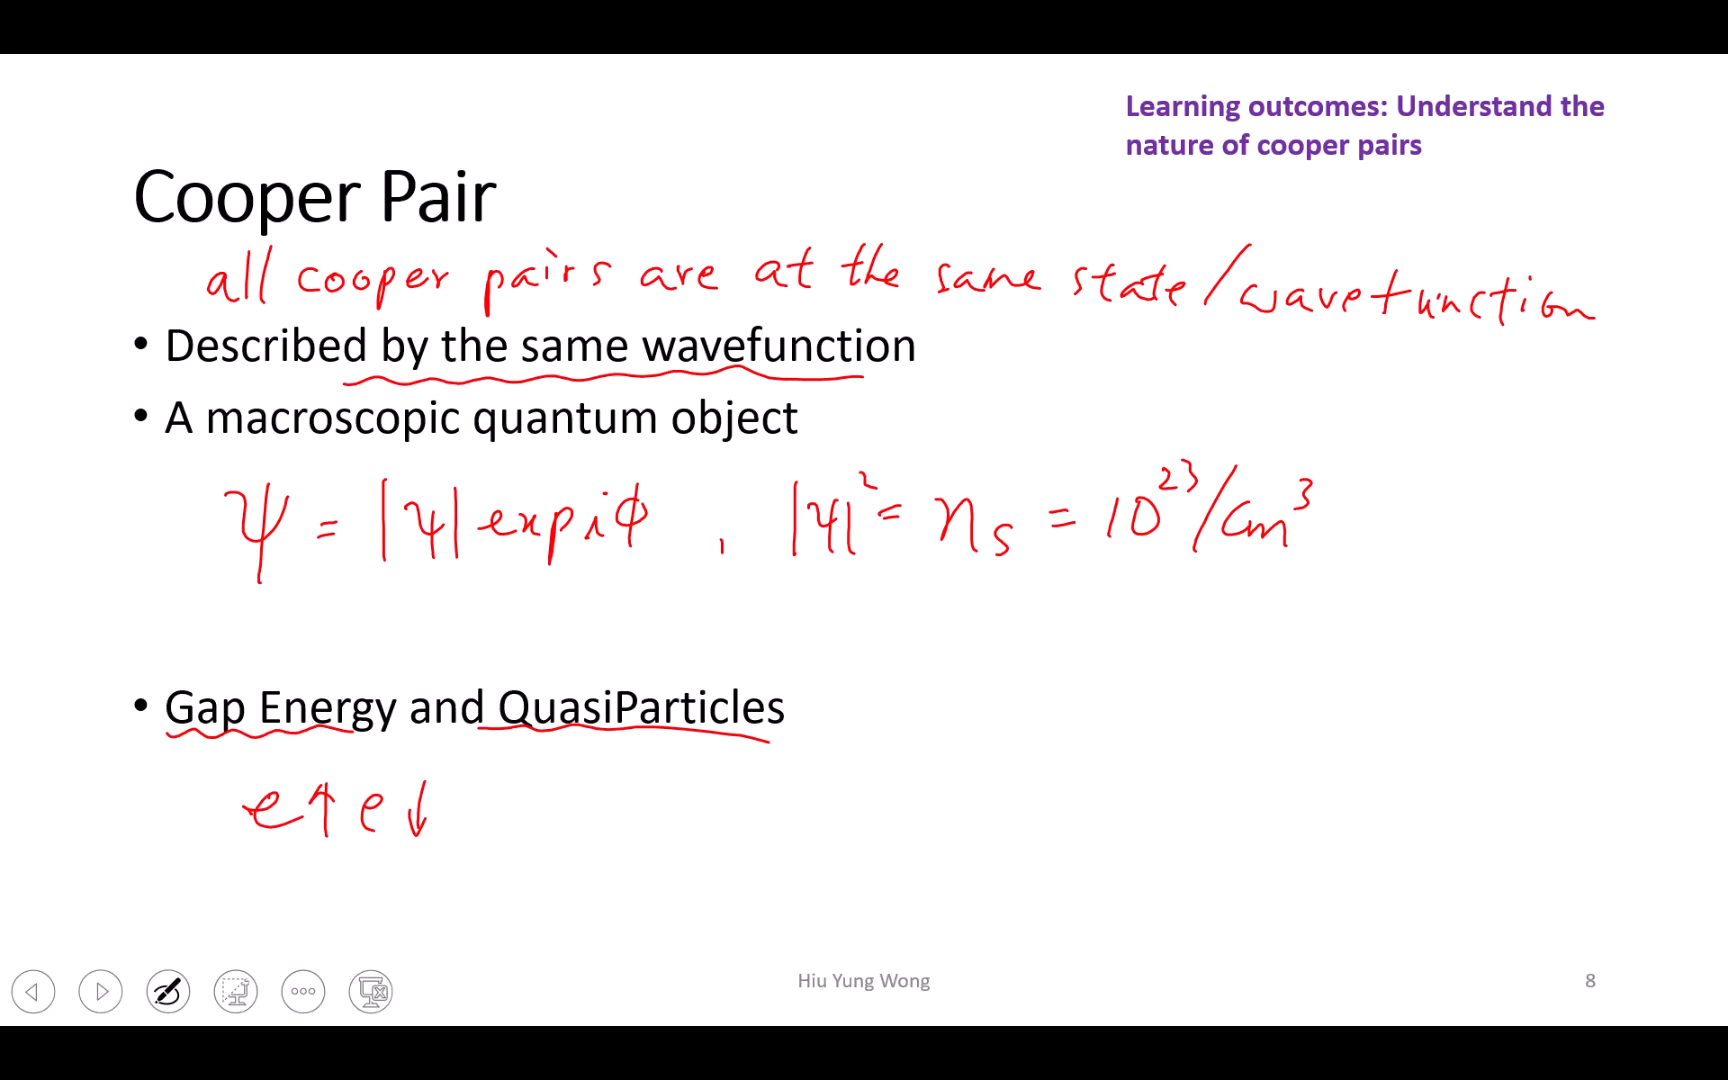 Learning outcomes: Understand the
nature of cooper pairs
Cooper Pair
all cooper pairs are at the same state/wavefunction
• Described by the same wavefunction
• A macroscopic quantum object
ψ = |ψ| exp iϕ , |ψ|² = nₛ = 10²³/cm³
• Gap Energy and QuasiParticles
e↑e↓
Hiu Yung Wong
8